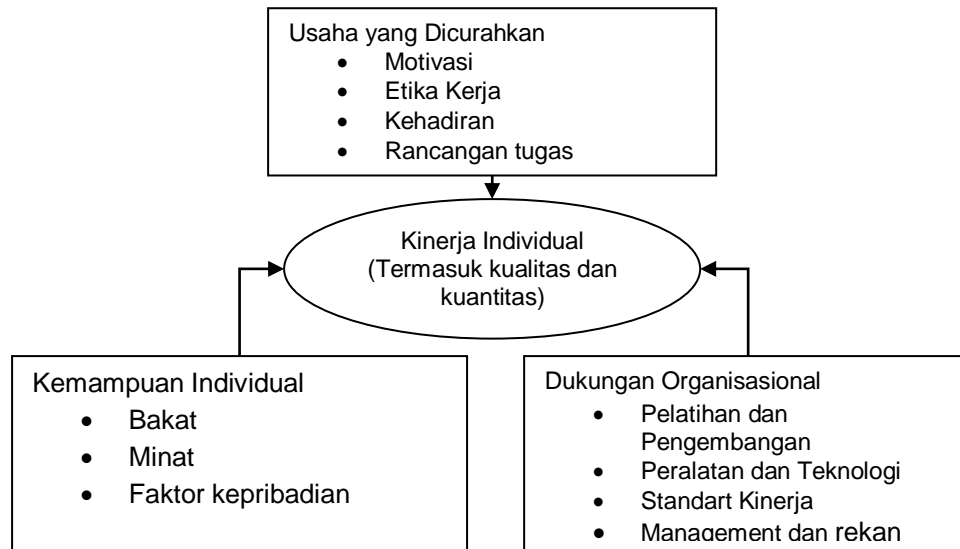 Usaha yang Dicurahkan
• Motivasi
• Etika Kerja
• Kehadiran
• Rancangan tugas
Kinerja Individual
(Termasuk kualitas dan
kuantitas)
Kemampuan Individual
• Bakat
• Minat
• Faktor kepribadian
Dukungan Organisasional
• Pelatihan dan
Pengembangan
• Peralatan dan Teknologi
• Standart Kinerja
• Management dan rekan